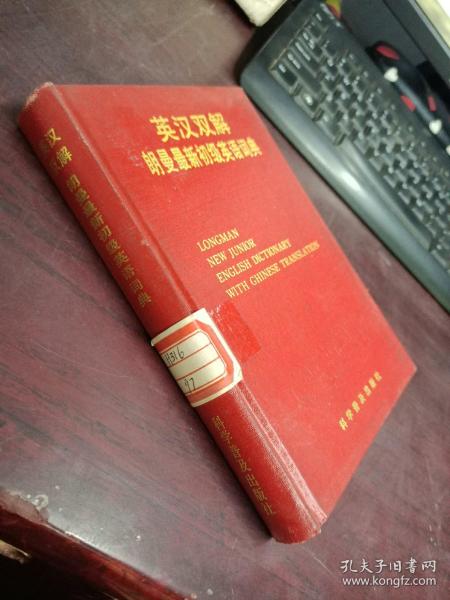 英汉双解
朗曼最新初级英语词典
LONGMAN
NEW JUNIOR
ENGLISH DICTIONARY
WITH CHINESE TRANSLATION
科学普及出版社
汉
解
朗曼最新初级英语词典
H316
97
科学普及出版社
孔夫子旧书网
www.kongfz.com